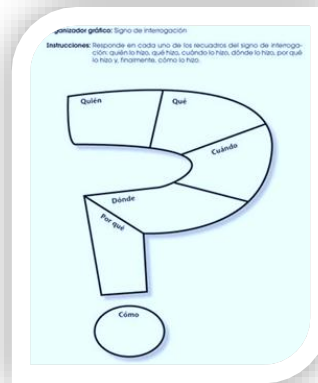 Organizador gráfico: Signo de interrogación
Instrucciones: Responde en cada uno de los recuadros del signo de interroga-
ción: quién lo hizo, qué hizo, cuándo lo hizo, dónde lo hizo, por qué
lo hizo y, finalmente, cómo lo hizo.
Quién
Qué
Cuándo
Dónde
Por qué
Cómo